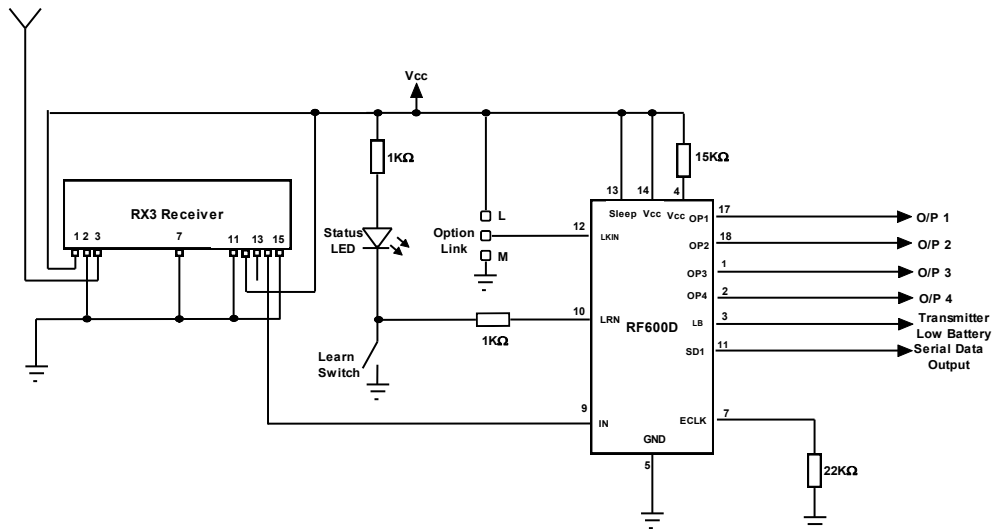 Vcc
1KΩ
15KΩ
RX3 Receiver
1 2 3 7 11 13 15
Status
LED
Option
Link
L
M
13 14 4
Sleep Vcc Vcc
12 LKIN
OP1 17 O/P 1
OP2 18 O/P 2
OP3 1 O/P 3
OP4 2 O/P 4
RF600D
10 LRN
1KΩ
LB 3 Transmitter
Low Battery
SD1 11 Serial Data
Output
Learn
Switch
9 IN
ECLK 7
GND
5
22KΩ